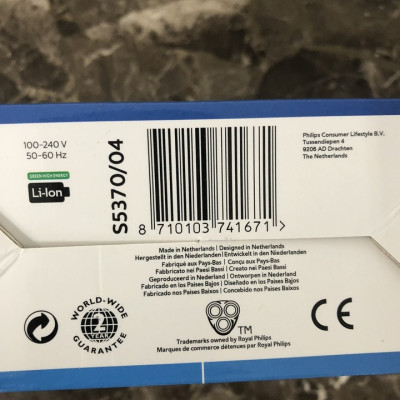 100-240 V
50-60 Hz
GREEN HIGH ENERGY
Li-Ion
S5370/04
8 710103 741671 >
Philips Consumer Lifestyle B.V.
Tussendiepen 4
9206 AD Drachten
The Netherlands
Made in Netherlands | Designed in Netherlands
Hergestellt in den Niederlanden | Entwickelt in den Niederlanden
Fabriqué aux Pays-Bas | Conçu aux Pays-Bas
Fabbricato nei Paesi Bassi | Creato nei Paesi Bassi
Geproduceerd in Nederland | Ontworpen in Nederland
Fabricado en los Países Bajos | Diseñado en los Países Bajos
Fabricado nos Países Baixos | Concebido nos Países Baixos
WORLD-WIDE
2
YEAR
GUARANTEE
TM
CE
Trademarks owned by Royal Philips
Marques de commerce détenues par Royal Philips